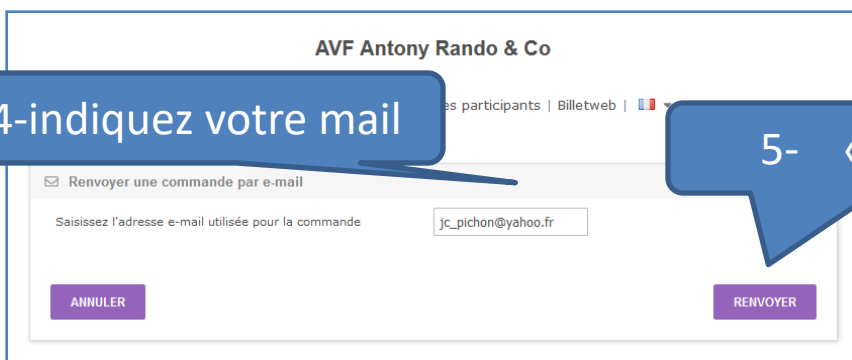 AVF Antony Rando & Co
4-indiquez votre mail
es participants | Billetweb |
5- «
Renvoyer une commande par e-mail
Saisissez l'adresse e-mail utilisée pour la commande
jc_pichon@yahoo.fr
ANNULER
RENVOYER